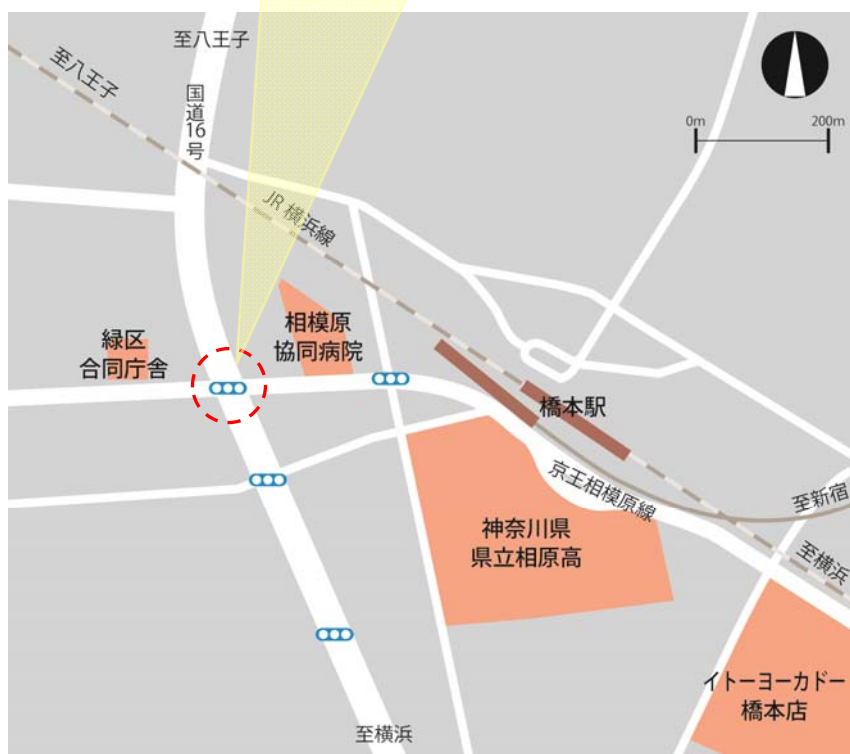 至八王子
至八王子
国道16号
0m
200m
JR 横浜線
緑区
合同庁舎
相模原
協同病院
橋本駅
京王相模原線
至新宿
神奈川県
県立相原高
至横浜
イトーヨーカドー
橋本店
至横浜